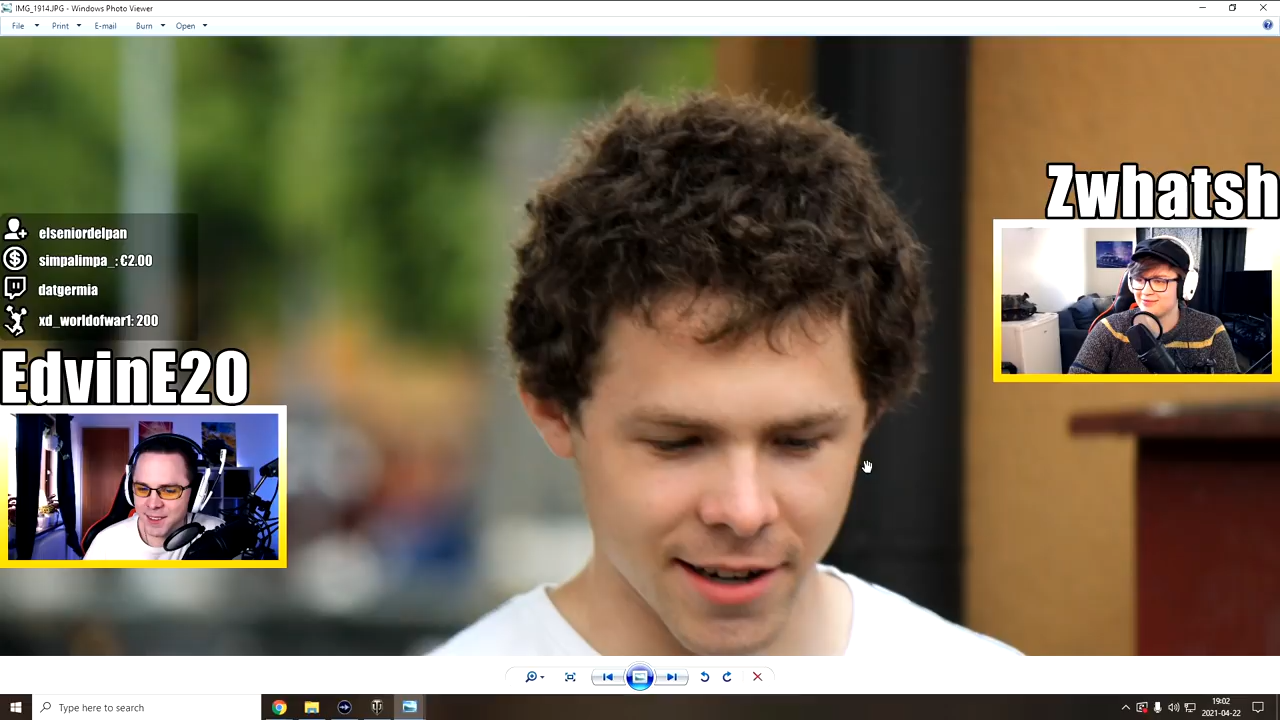 IMG_1914.JPG - Windows Photo Viewer
File Print E-mail Burn Open
Zwhatsh
elseniordelpan
simpalimpa_: €2.00
datgermia
xd_worldofwar1: 200
EdvinE20
Type here to search
19:02
2021-04-22